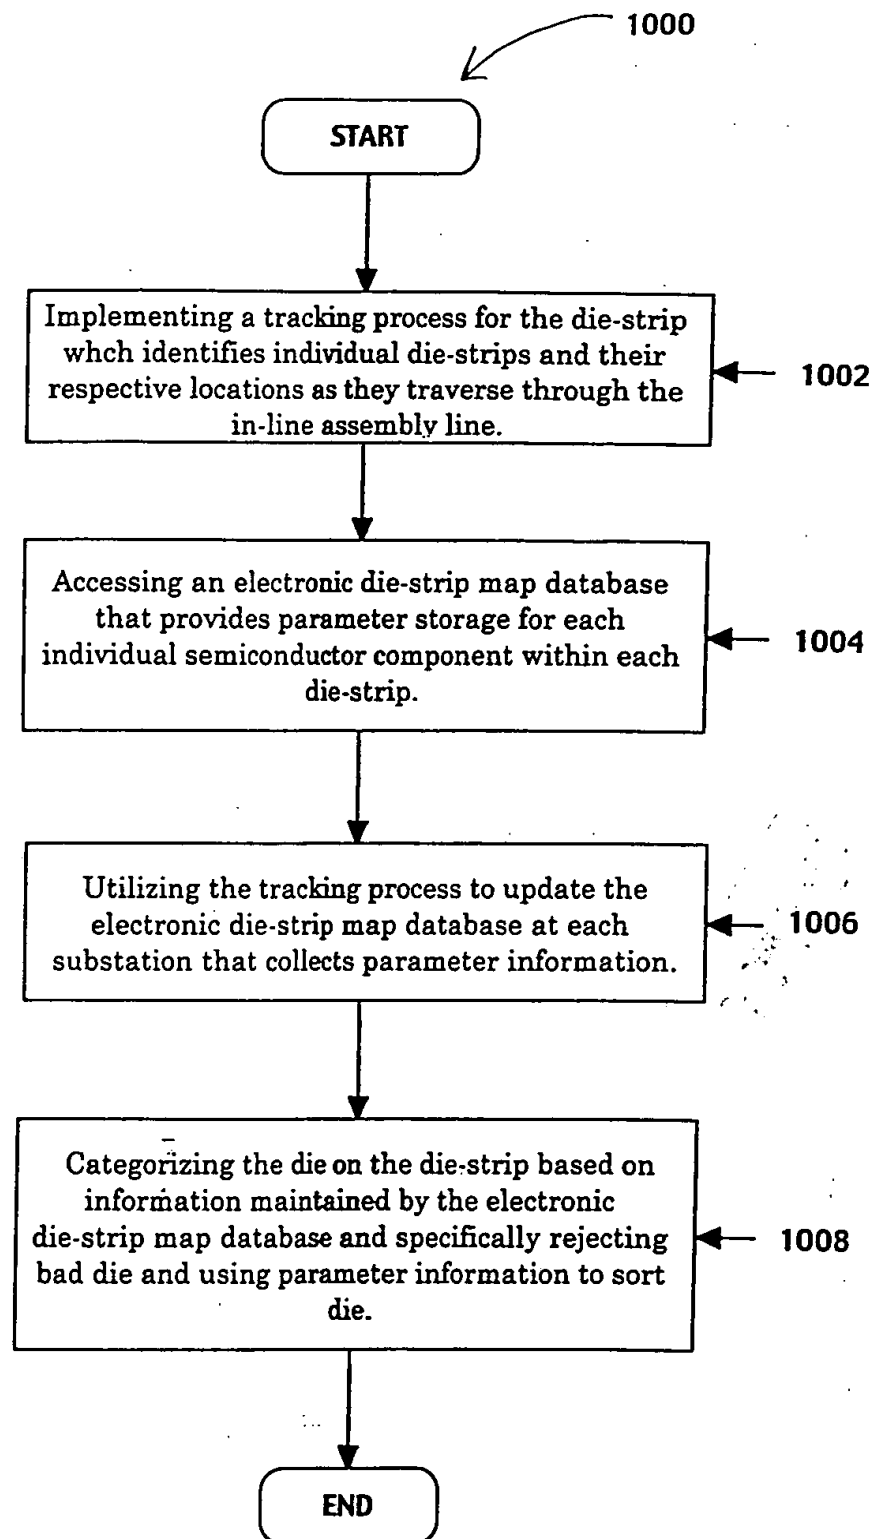 1000
START
Implementing a tracking process for the die-strip
whch identifies individual die-strips and their
respective locations as they traverse through the
in-line assembly line.
1002
Accessing an electronic die-strip map database
that provides parameter storage for each
individual semiconductor component within each
die-strip.
1004
Utilizing the tracking process to update the
electronic die-strip map database at each
substation that collects parameter information.
1006
Categorizing the die on the die-strip based on
information maintained by the electronic
die-strip map database and specifically rejecting
bad die and using parameter information to sort
die.
1008
END